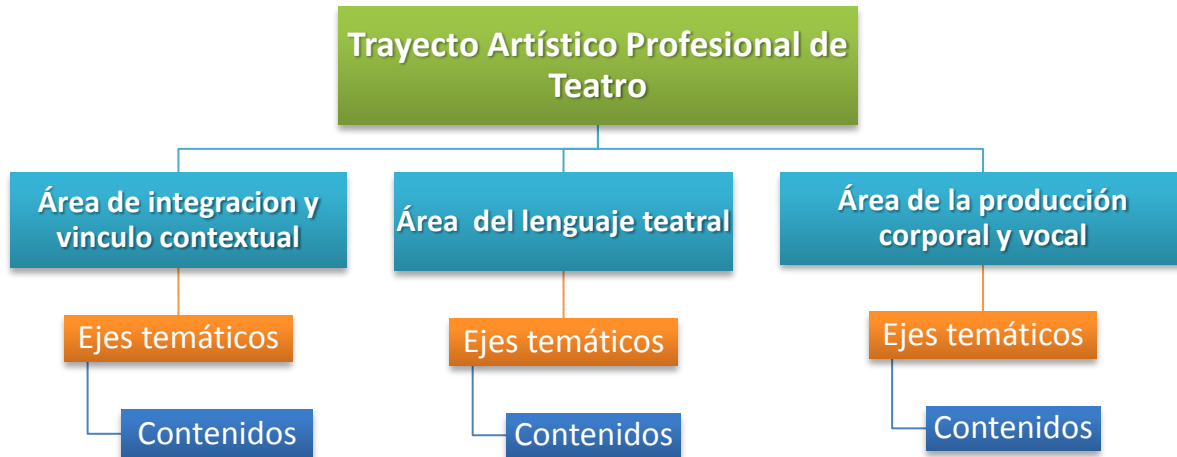 Trayecto Artístico Profesional de
Teatro
Área de integracion y
vinculo contextual
Área  del lenguaje teatral
Área de la producción
corporal y vocal
Ejes temáticos
Ejes temáticos
Ejes temáticos
Contenidos
Contenidos
Contenidos